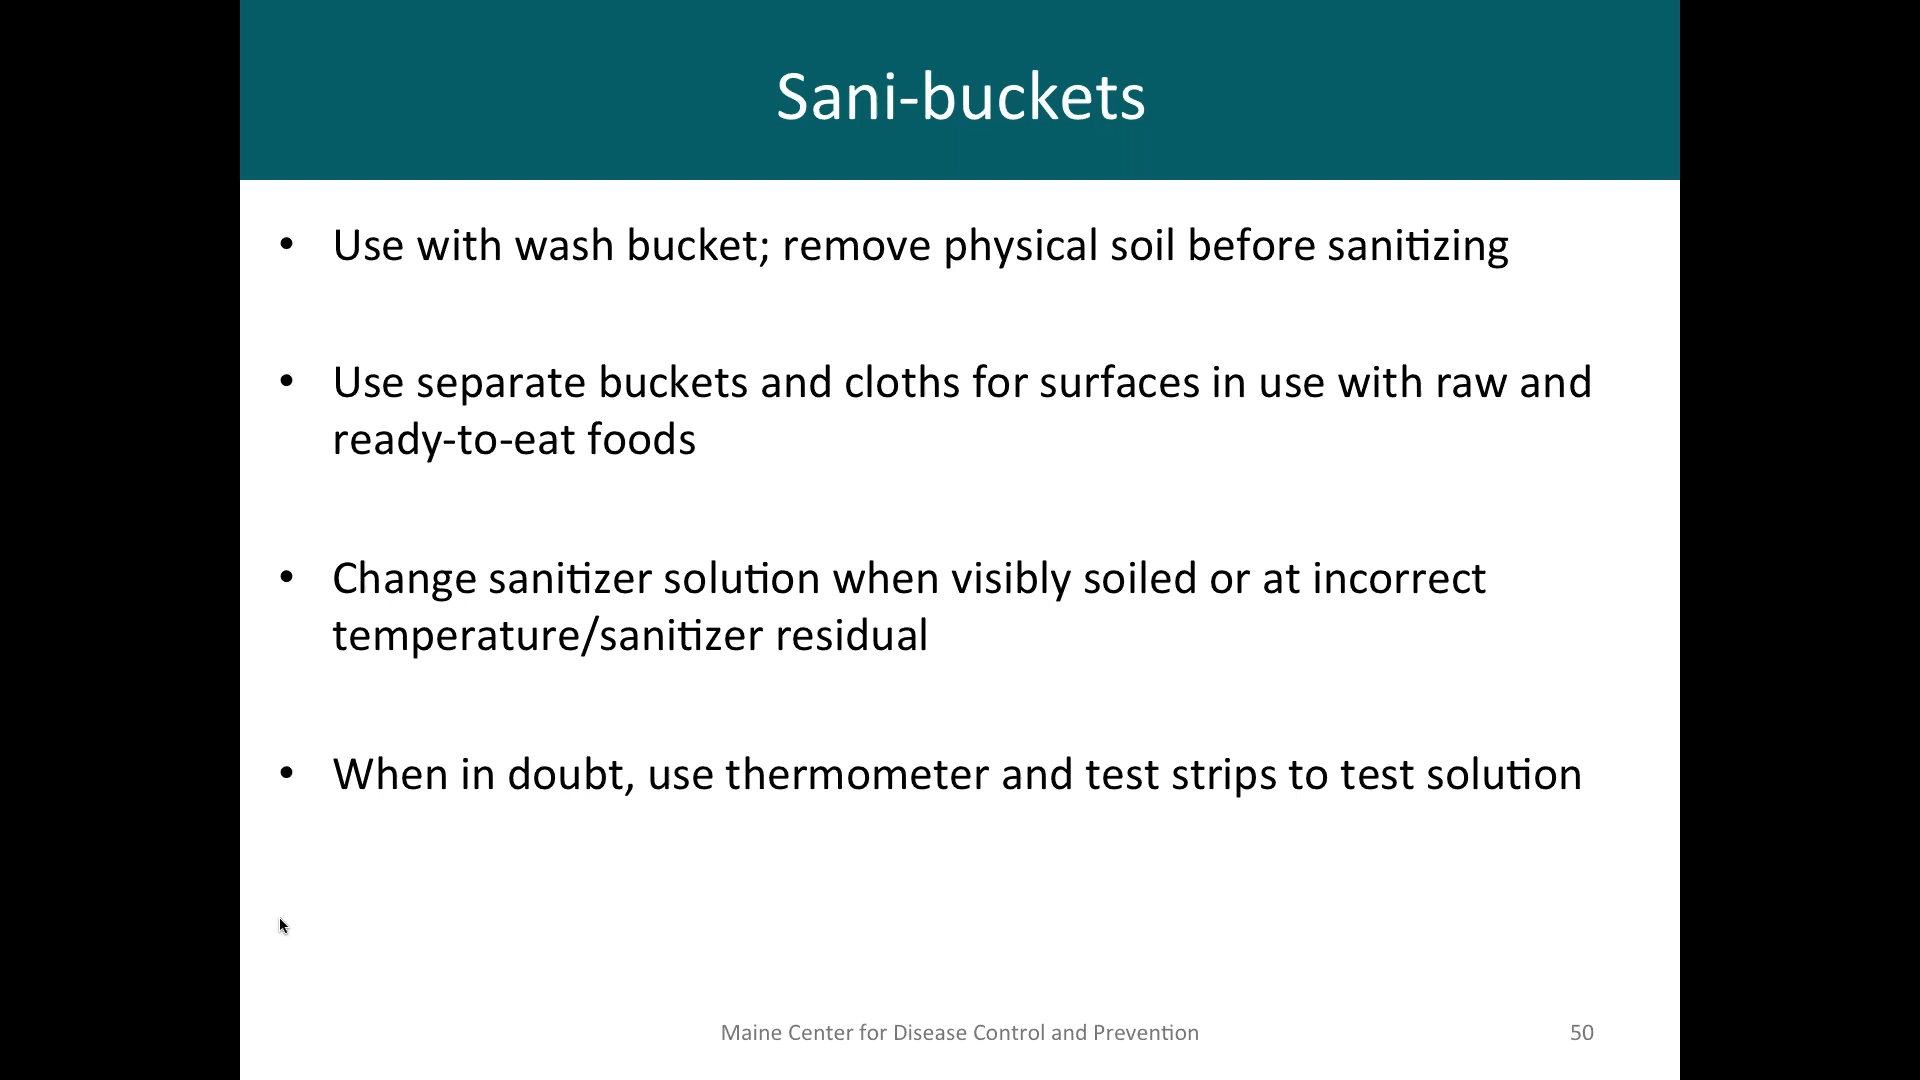 Sani-buckets
• Use with wash bucket; remove physical soil before sanitizing
• Use separate buckets and cloths for surfaces in use with raw and
ready-to-eat foods
• Change sanitizer solution when visibly soiled or at incorrect
temperature/sanitizer residual
• When in doubt, use thermometer and test strips to test solution
Maine Center for Disease Control and Prevention
50